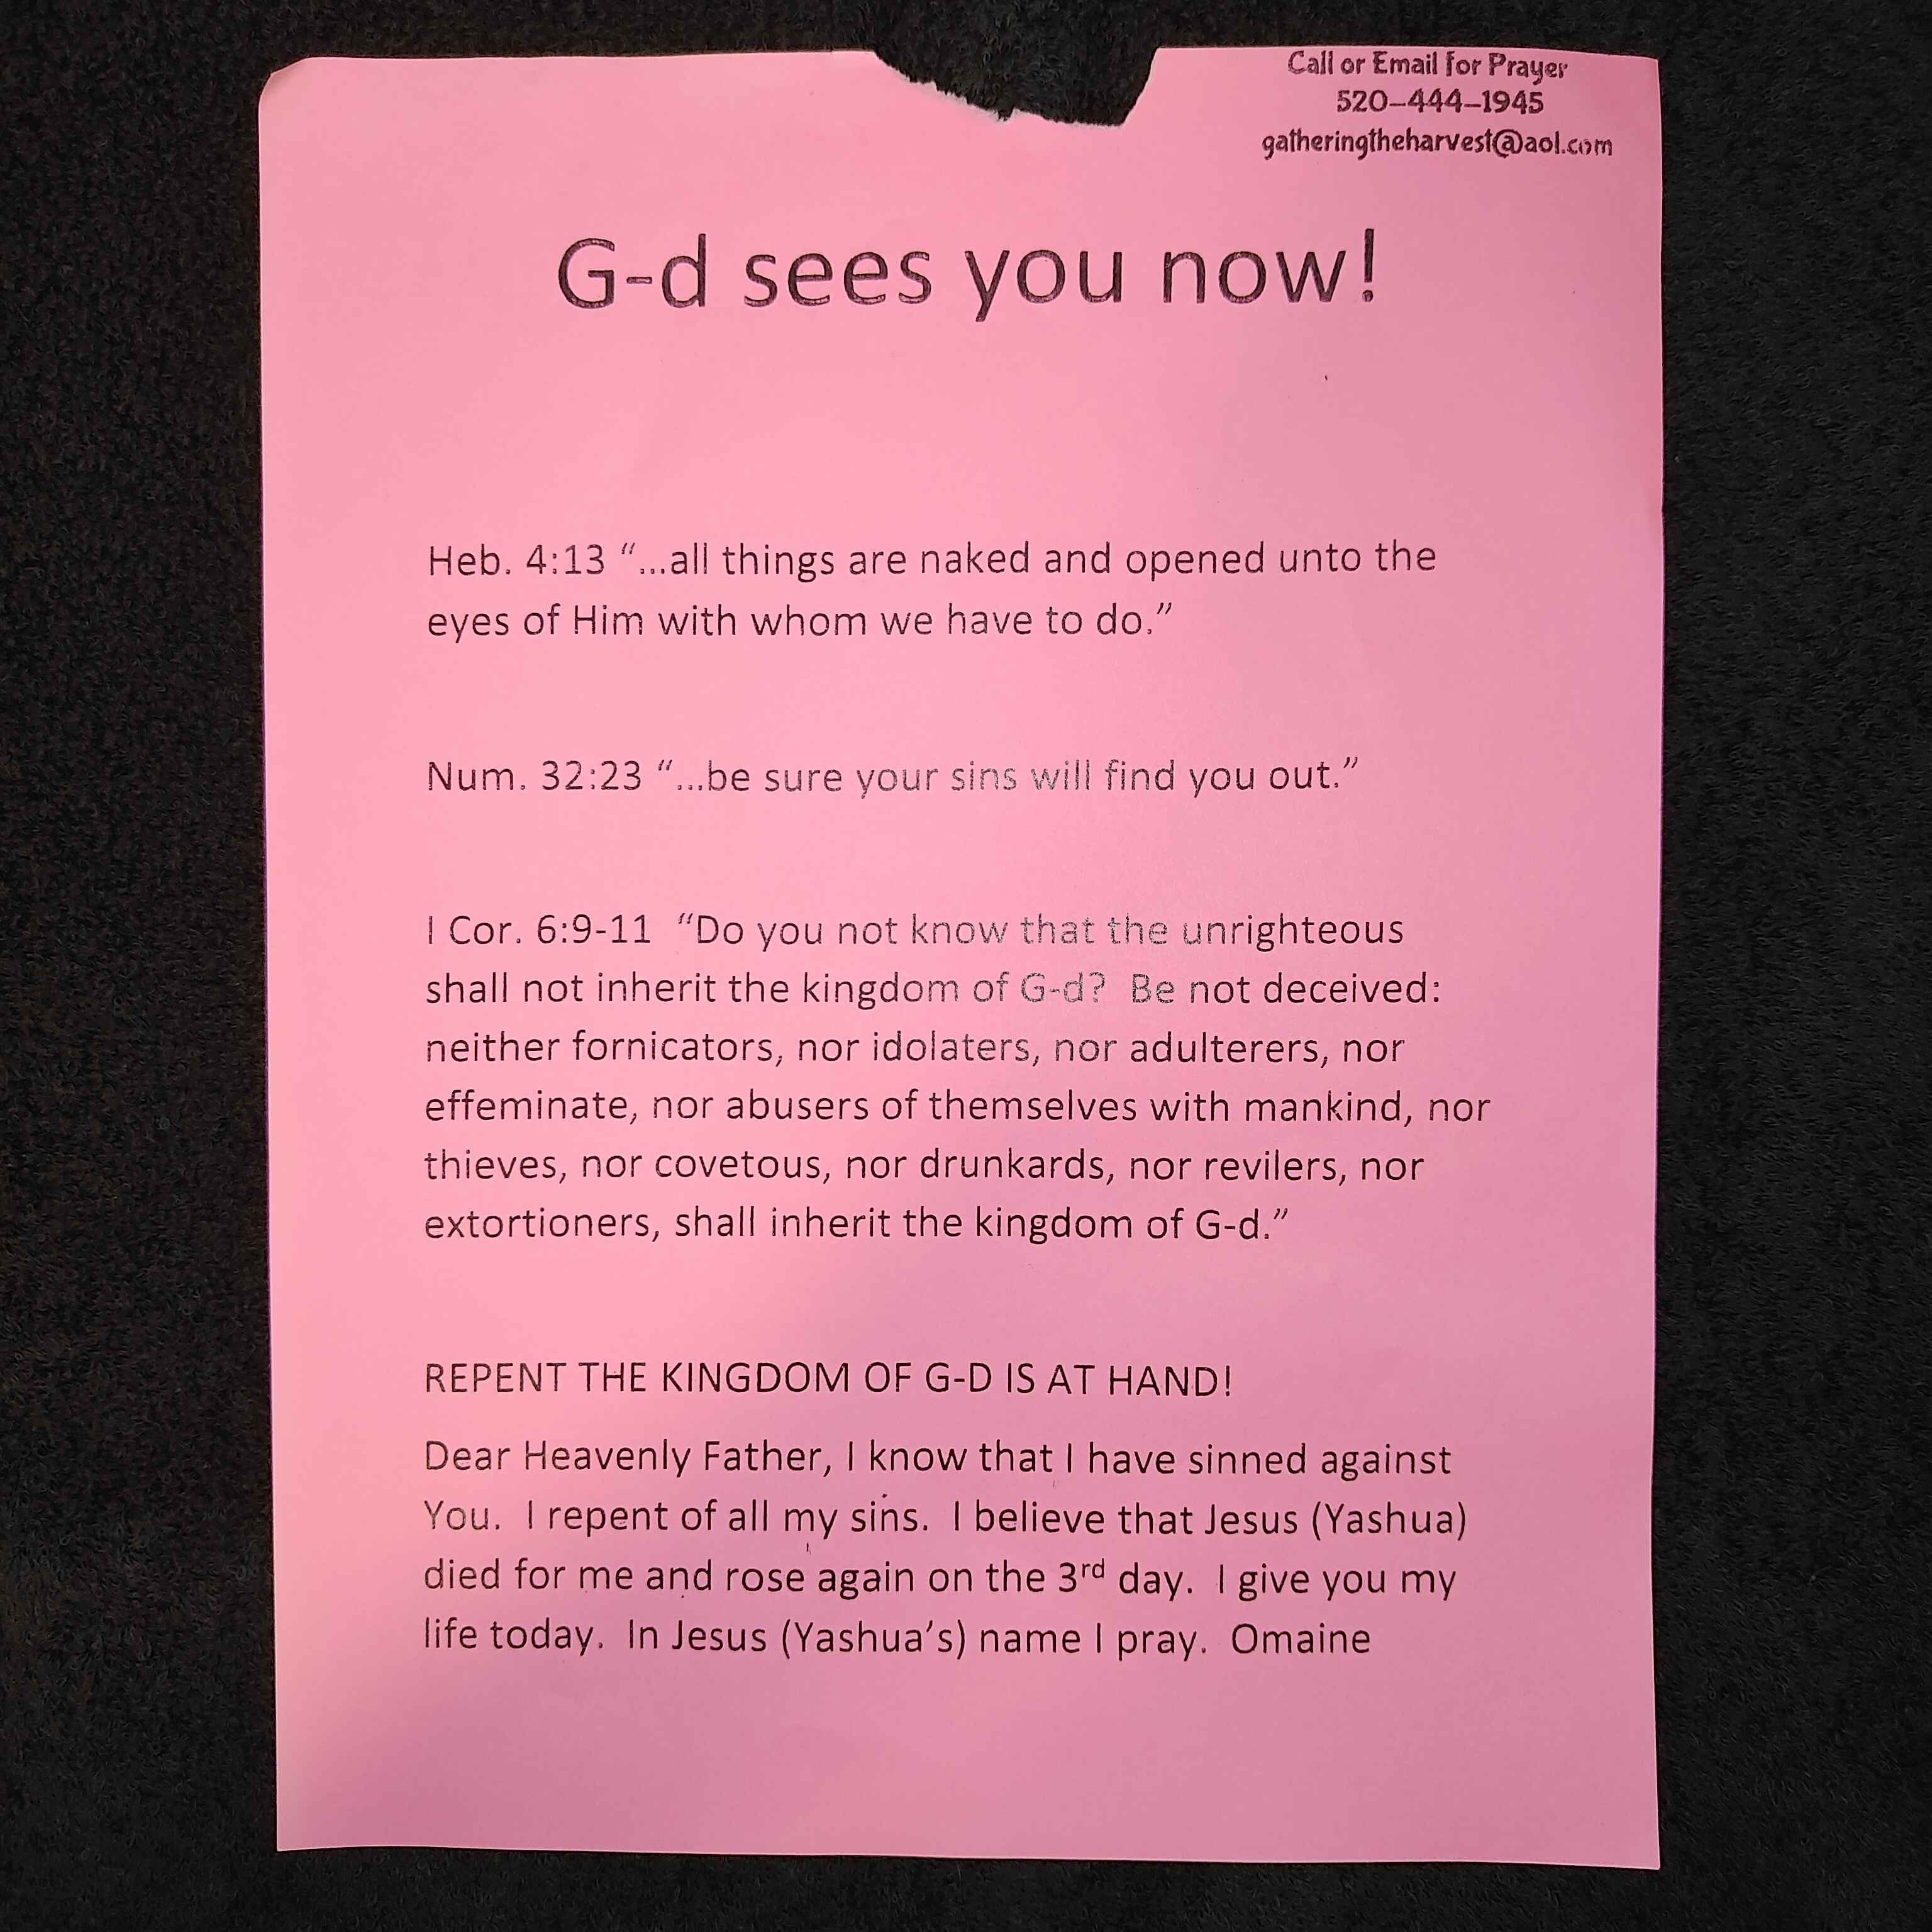 Call or Email for Prayer
520-444-1945
gatheringtheharvest@aol.com
G-d sees you now!
Heb. 4:13 “...all things are naked and opened unto the
eyes of Him with whom we have to do.”
Num. 32:23 “...be sure your sins will find you out.”
I Cor. 6:9-11  “Do you not know that the unrighteous
shall not inherit the kingdom of G-d?  Be not deceived:
neither fornicators, nor idolaters, nor adulterers, nor
effeminate, nor abusers of themselves with mankind, nor
thieves, nor covetous, nor drunkards, nor revilers, nor
extortioners, shall inherit the kingdom of G-d.”
REPENT THE KINGDOM OF G-D IS AT HAND!
Dear Heavenly Father, I know that I have sinned against
You.  I repent of all my sins.  I believe that Jesus (Yashua)
died for me and rose again on the 3rd day.  I give you my
life today.  In Jesus (Yashua’s) name I pray.  Omaine